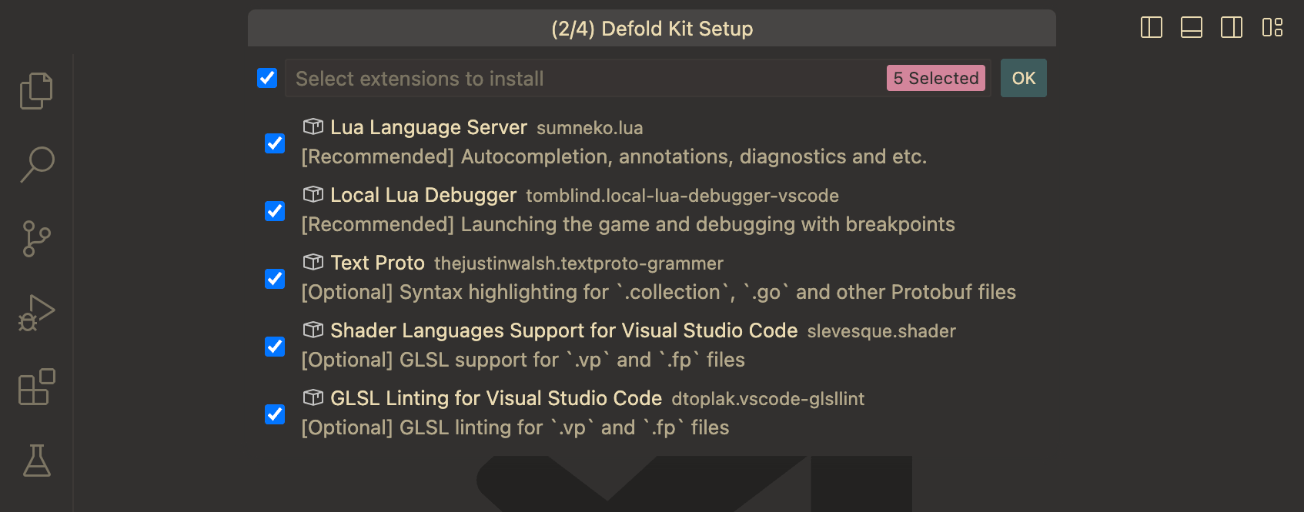 (2/4) Defold Kit Setup
Select extensions to install 5 Selected OK
Lua Language Server sumneko.lua
[Recommended] Autocompletion, annotations, diagnostics and etc.
Local Lua Debugger tomblind.local-lua-debugger-vscode
[Recommended] Launching the game and debugging with breakpoints
Text Proto thejustinwalsh.textproto-grammer
[Optional] Syntax highlighting for `.collection`, `.go` and other Protobuf files
Shader Languages Support for Visual Studio Code slevesque.shader
[Optional] GLSL support for `.vp` and `.fp` files
GLSL Linting for Visual Studio Code dtoplak.vscode-glsllint
[Optional] GLSL linting for `.vp` and `.fp` files